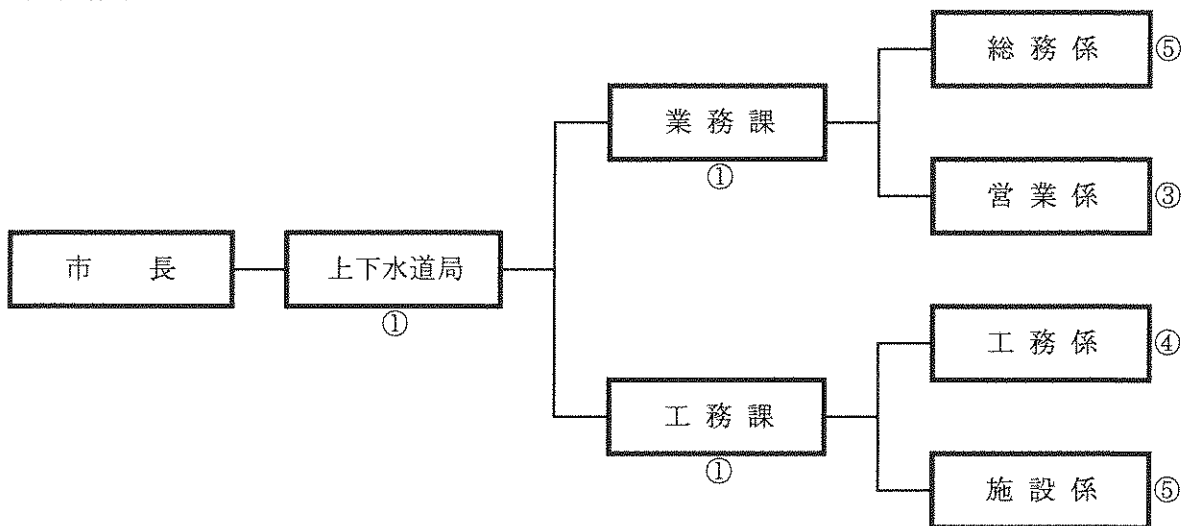 総務係 ⑤
業務課
①
営業係 ③
市長
上下水道局
①
工務係 ④
工務課
①
施設係 ⑤